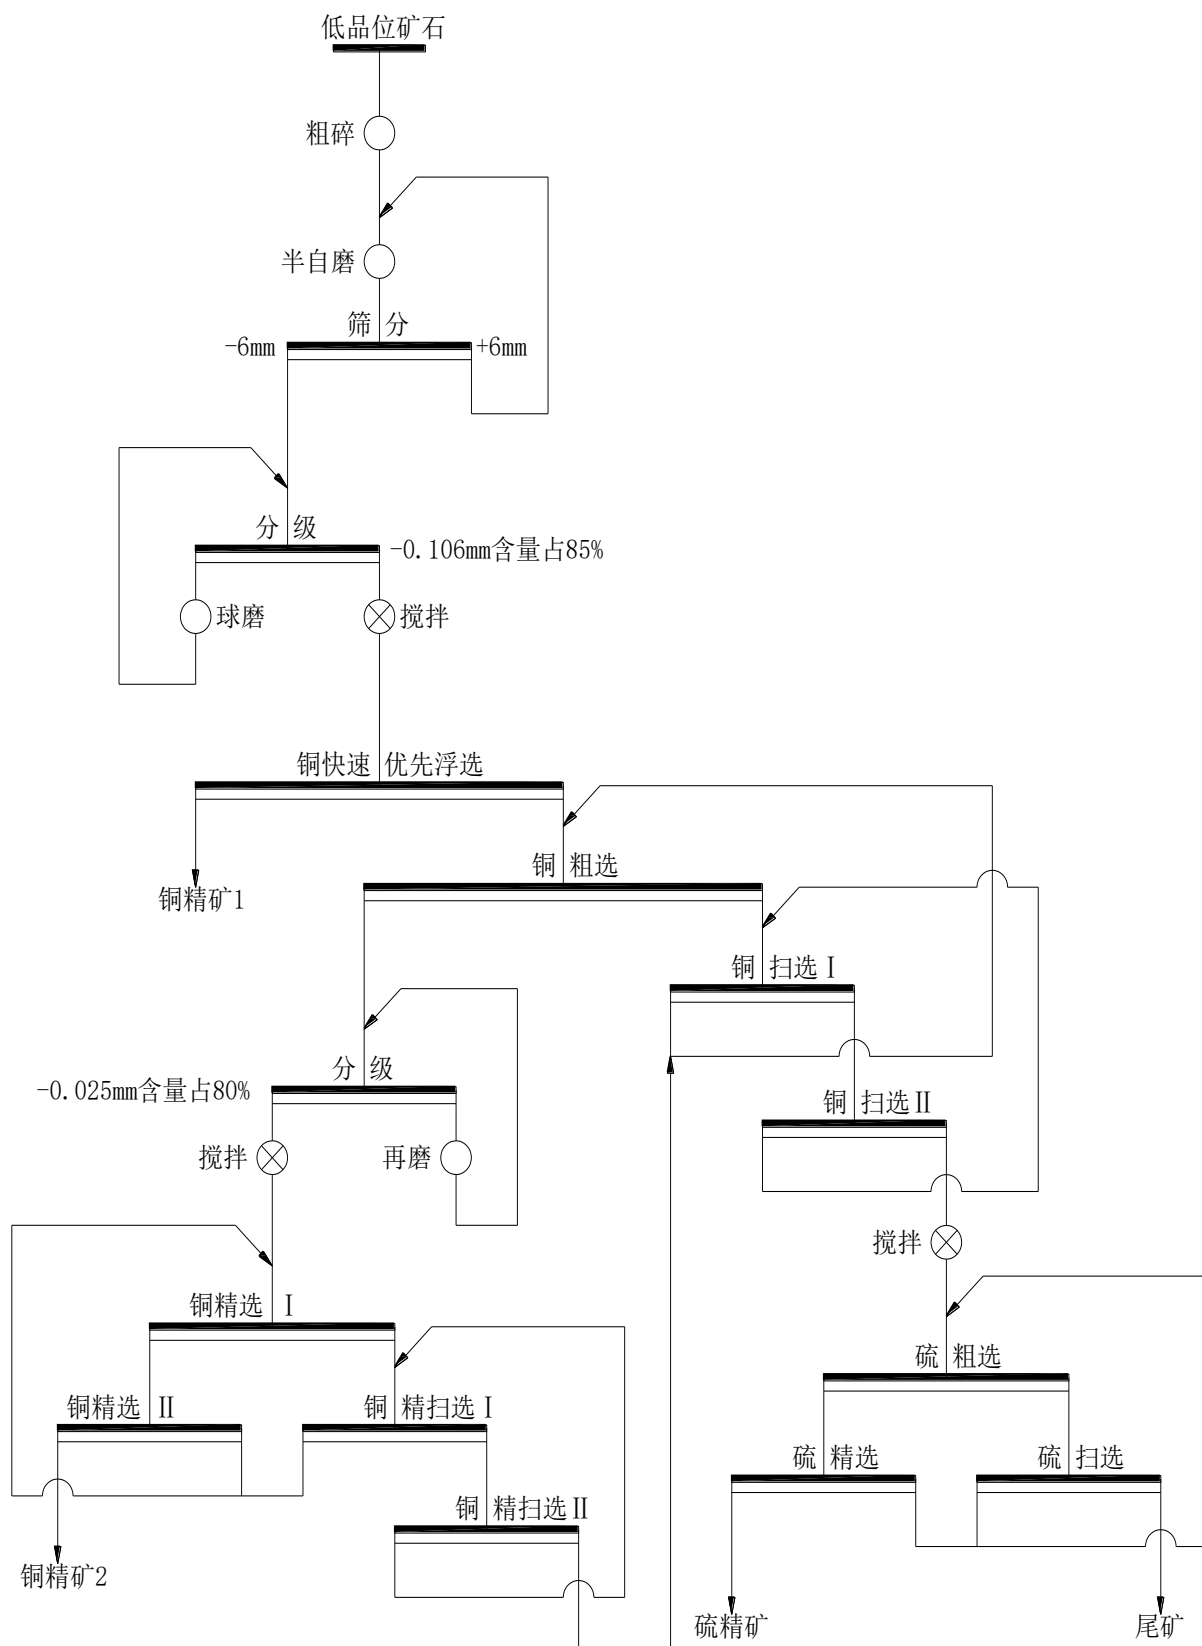 低品位矿石
粗碎
半自磨
筛 分
-6mm
+6mm
分 级
-0.106mm含量占85%
球磨
搅拌
铜快速 优先浮选
铜 粗选
铜精矿1
铜 扫选Ⅰ
分 级
-0.025mm含量占80%
铜 扫选Ⅱ
搅拌
再磨
搅拌
铜精选 Ⅰ
硫 粗选
铜精选 Ⅱ
铜 精扫选Ⅰ
硫 精选
硫 扫选
铜 精扫选Ⅱ
铜精矿2
硫精矿
尾矿